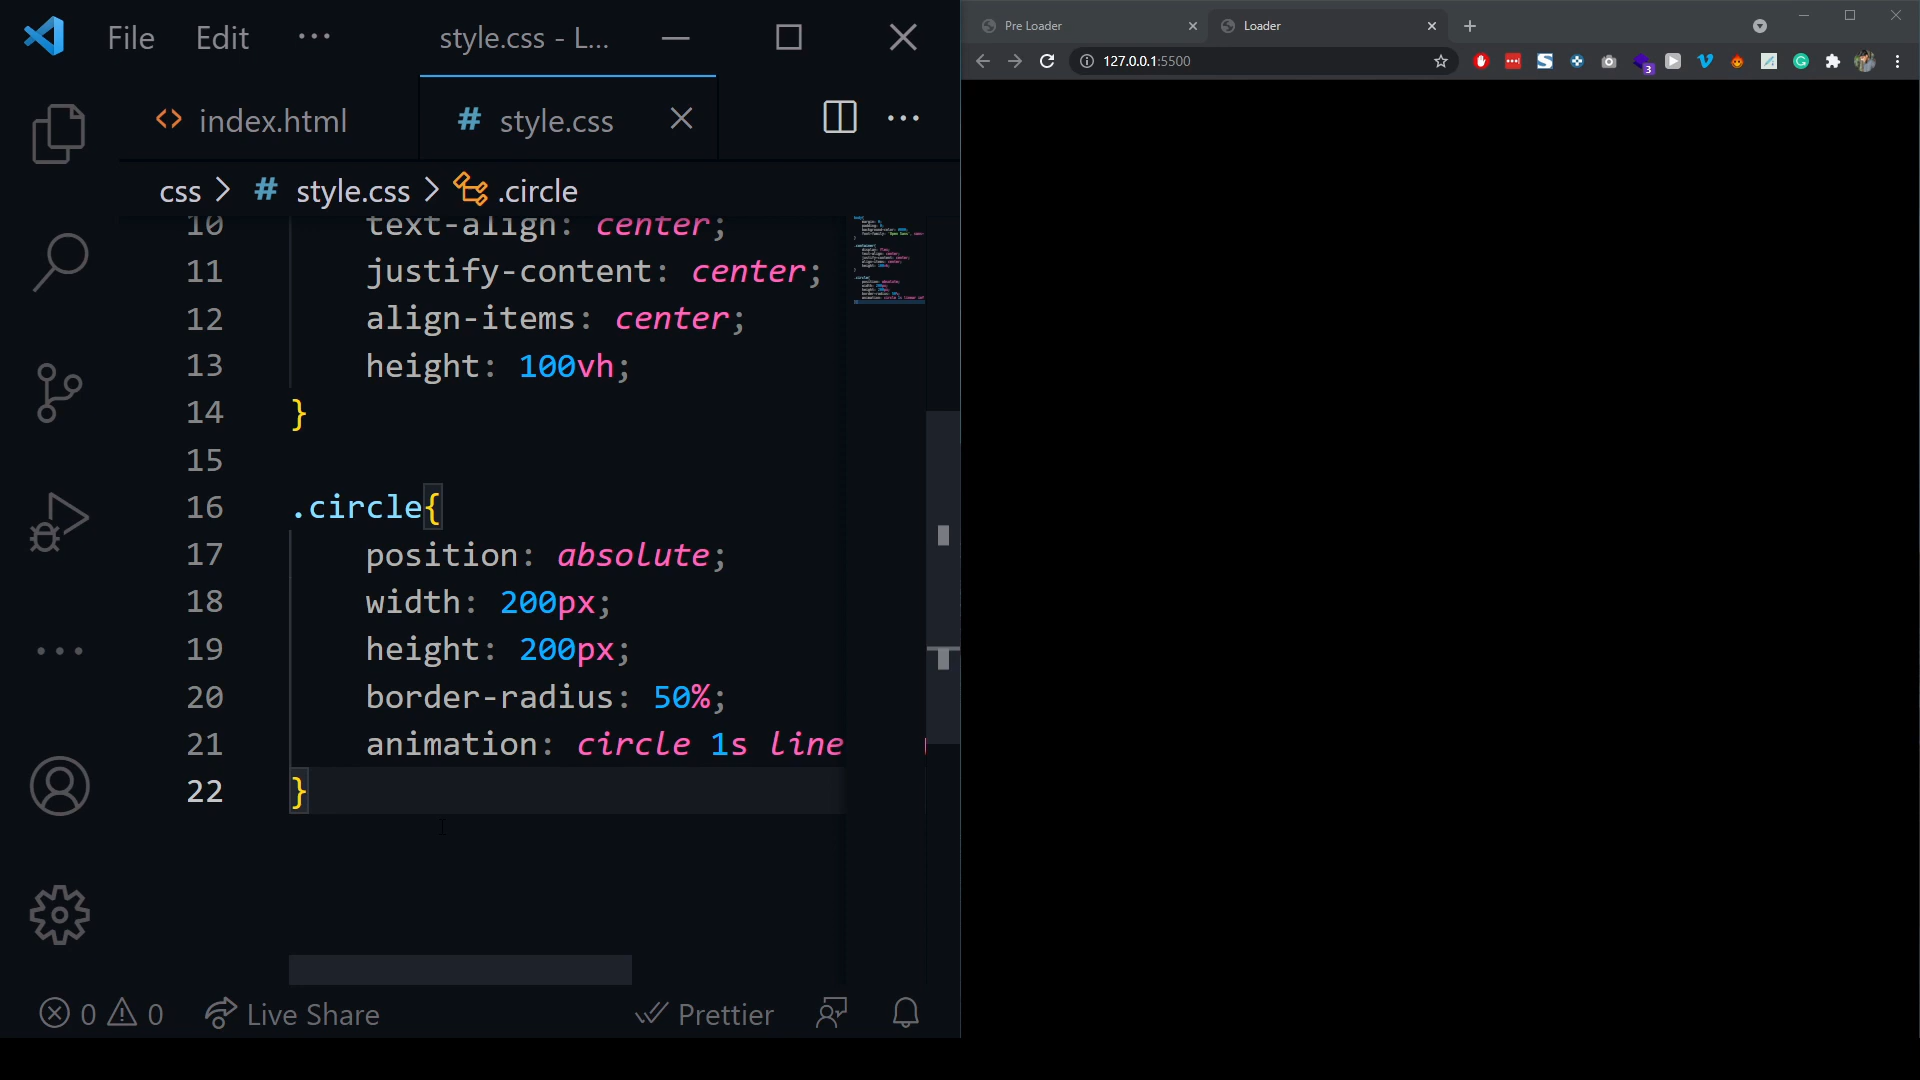 File Edit ··· style.css - L...
index.html
# style.css
css > # style.css > .circle
10 text-align: center;
11 justify-content: center;
12 align-items: center;
13 height: 100vh;
14 }
15
16 .circle{
17 position: absolute;
18 width: 200px;
19 height: 200px;
20 border-radius: 50%;
21 animation: circle 1s line
22 }
0 0 Live Share Prettier
Pre Loader
Loader
127.0.0.1:5500
3